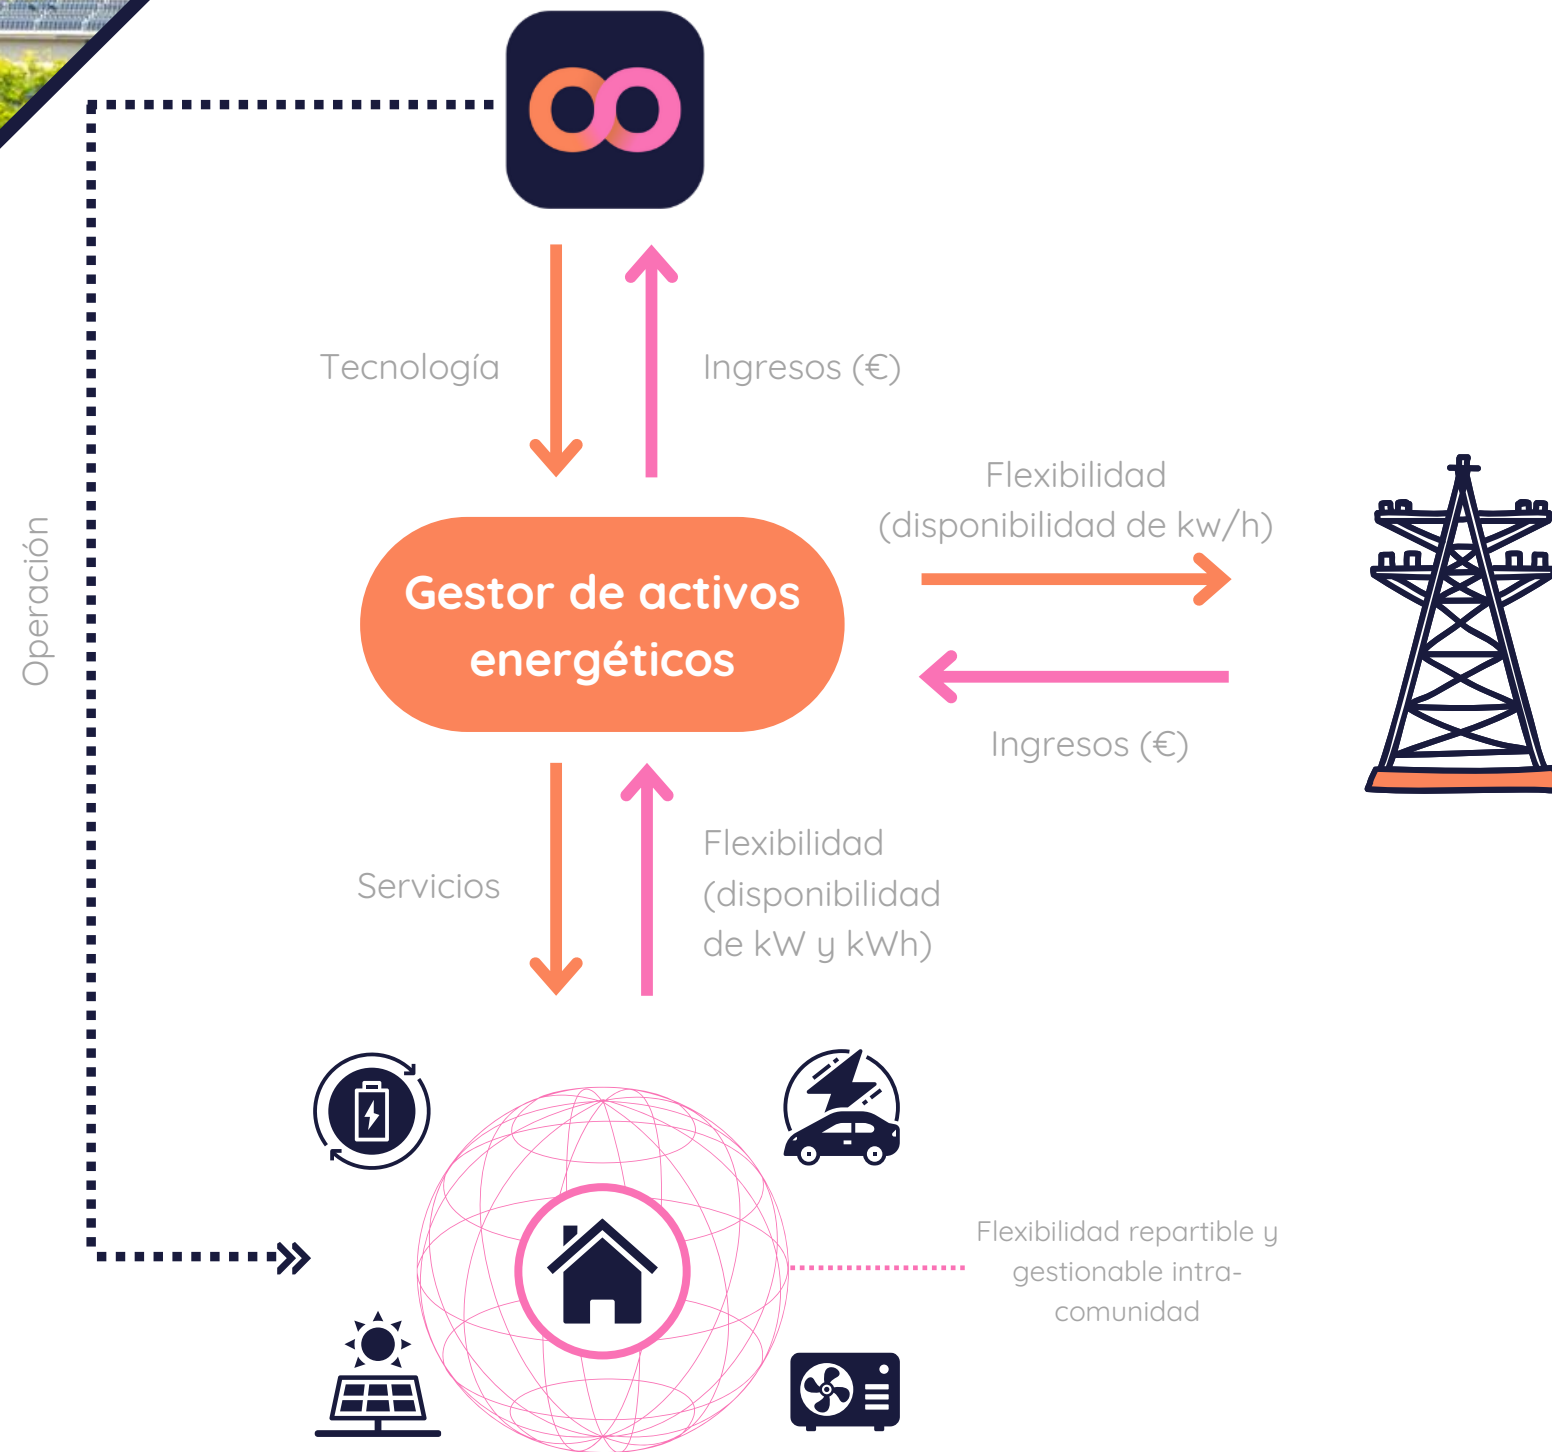 Tecnología
Ingresos (€)
Flexibilidad
(disponibilidad de kw/h)
Operación
Gestor de activos
energéticos
Ingresos (€)
Servicios
Flexibilidad
(disponibilidad
de kW y kWh)
Flexibilidad repartible y
gestionable intra-
comunidad